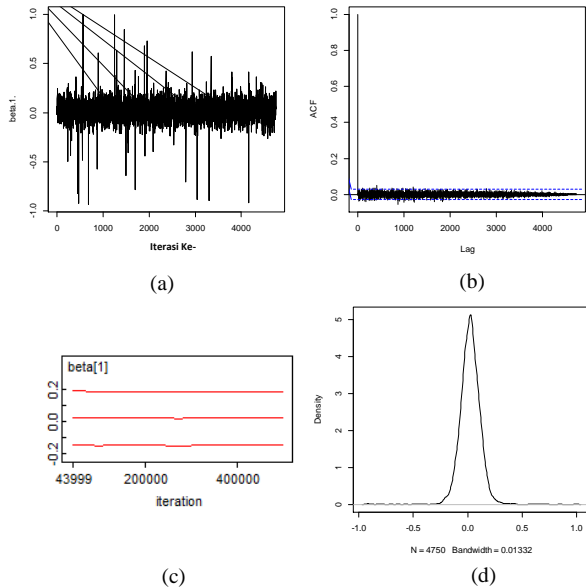 beta.1.
1.0
0.5
0.0
-0.5
-1.0
0 1000 2000 3000 4000
Iterasi Ke-
(a)
ACF
1.0
0.8
0.6
0.4
0.2
0.0
0 1000 2000 3000 4000
Lag
(b)
beta[1]
0.2
0.0
-0.2
43999 200000 400000
iteration
(c)
Density
5
4
3
2
1
0
-1.0 -0.5 0.0 0.5 1.0
N = 4750 Bandwidth = 0.01332
(d)